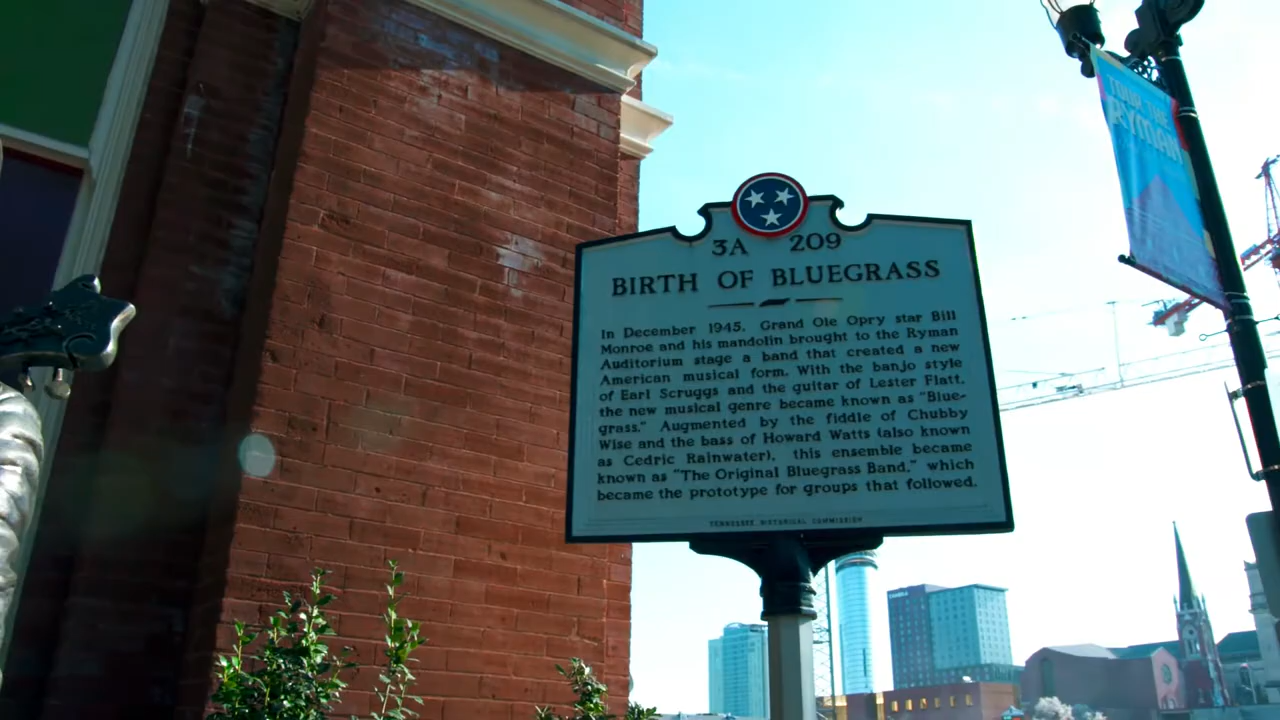 3A 209
BIRTH OF BLUEGRASS
In December 1945, Grand Ole Opry star Bill
Monroe and his mandolin brought to the Ryman
Auditorium stage a band that created a new
American musical form. With the banjo style
of Earl Scruggs and the guitar of Lester Flatt,
the new musical genre became known as "Blue-
grass." Augmented by the fiddle of Chubby
Wise and the bass of Howard Watts (also known
as Cedric Rainwater), this ensemble became
known as "The Original Bluegrass Band," which
became the prototype for groups that followed.
TENNESSEE HISTORICAL COMMISSION
TOUR THE
RYMAN